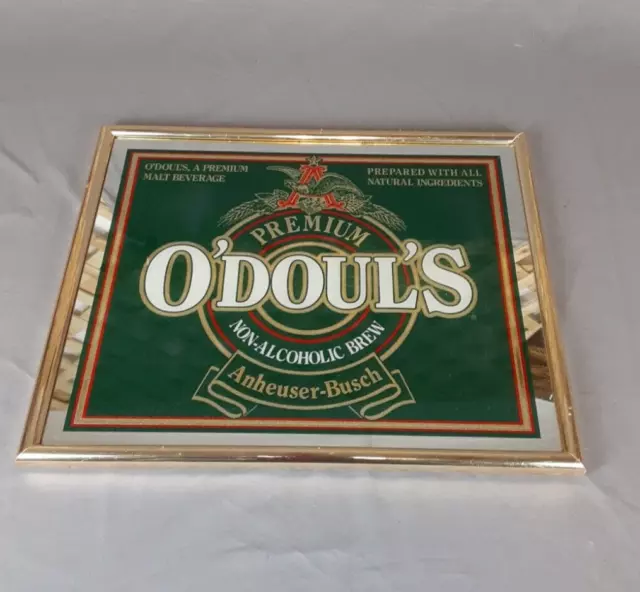 O'DOUL'S, A PREMIUM
MALT BEVERAGE
PREPARED WITH ALL
NATURAL INGREDIENTS
PREMIUM
O'DOUL'S
NON-ALCOHOLIC BREW
Anheuser-Busch